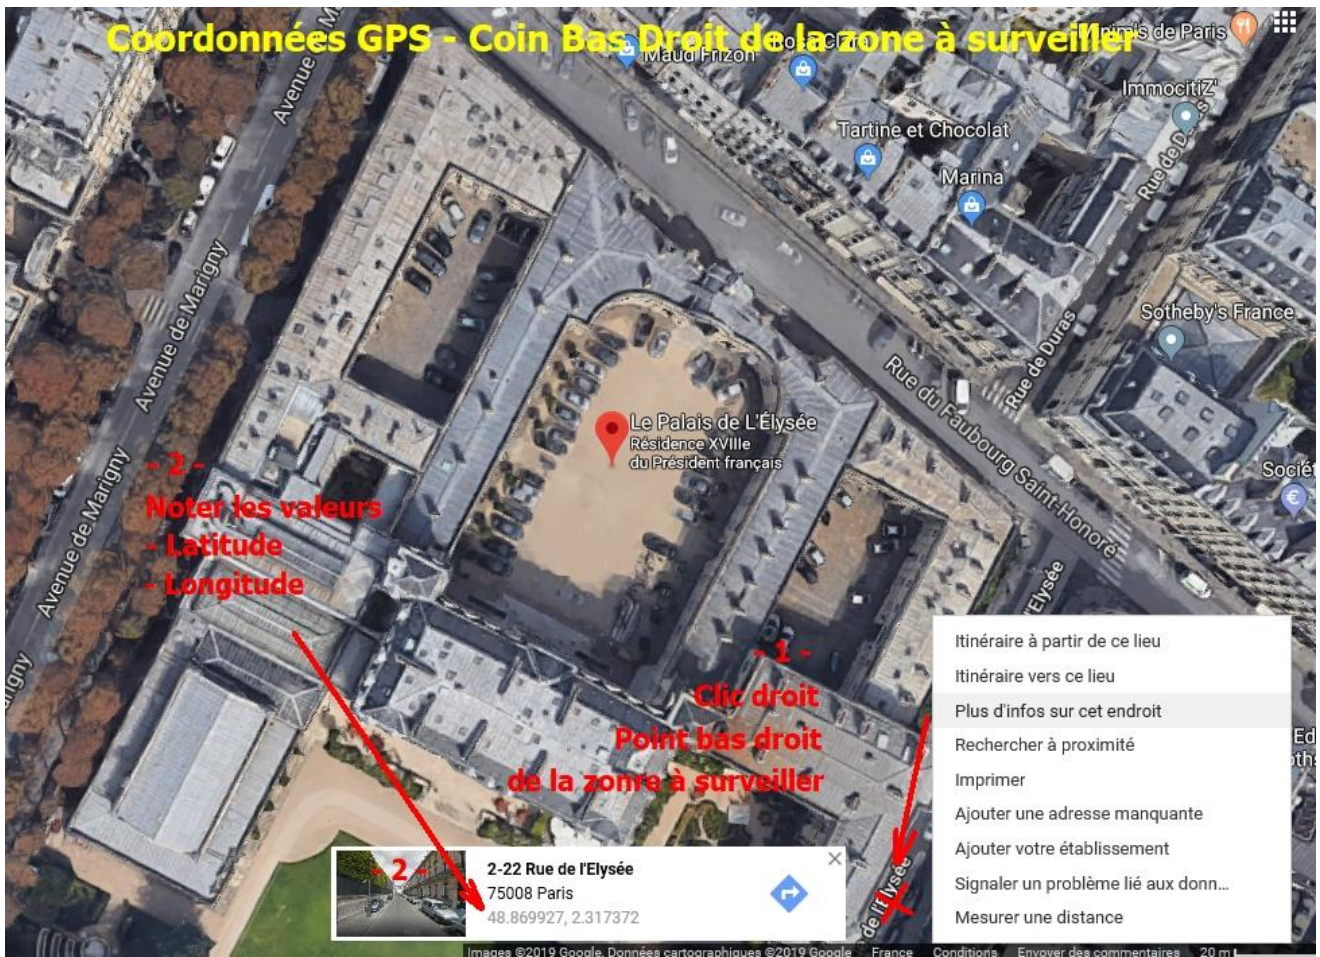 Coordonnées GPS - Coin Bas Droit de la zone à surveiller
Maud Frizon
ImmocitiZ'
Tartine et Chocolat
Marina
Rue de Duras
Avenue de Marigny
Sotheby's France
Rue de Duras
Rue du Faubourg Saint-Honoré
Le Palais de L'Élysée
Résidence XVIIIe
du Président français
Avenue de Marigny
- 2 -
Noter les valeurs
- Latitude
- Longitude
- 1 -
Clic droit
Point bas droit
de la zonre à surveiller
Itinéraire à partir de ce lieu
Itinéraire vers ce lieu
Plus d'infos sur cet endroit
Rechercher à proximité
Imprimer
Ajouter une adresse manquante
Ajouter votre établissement
Signaler un problème lié aux donn...
Mesurer une distance
- 2 -
2-22 Rue de l'Elysée
75008 Paris
48.869927, 2.317372
de l'Elysée
Images ©2019 Google, Données cartographiques ©2019 Google France Conditions Envoyer des commentaires 20 m